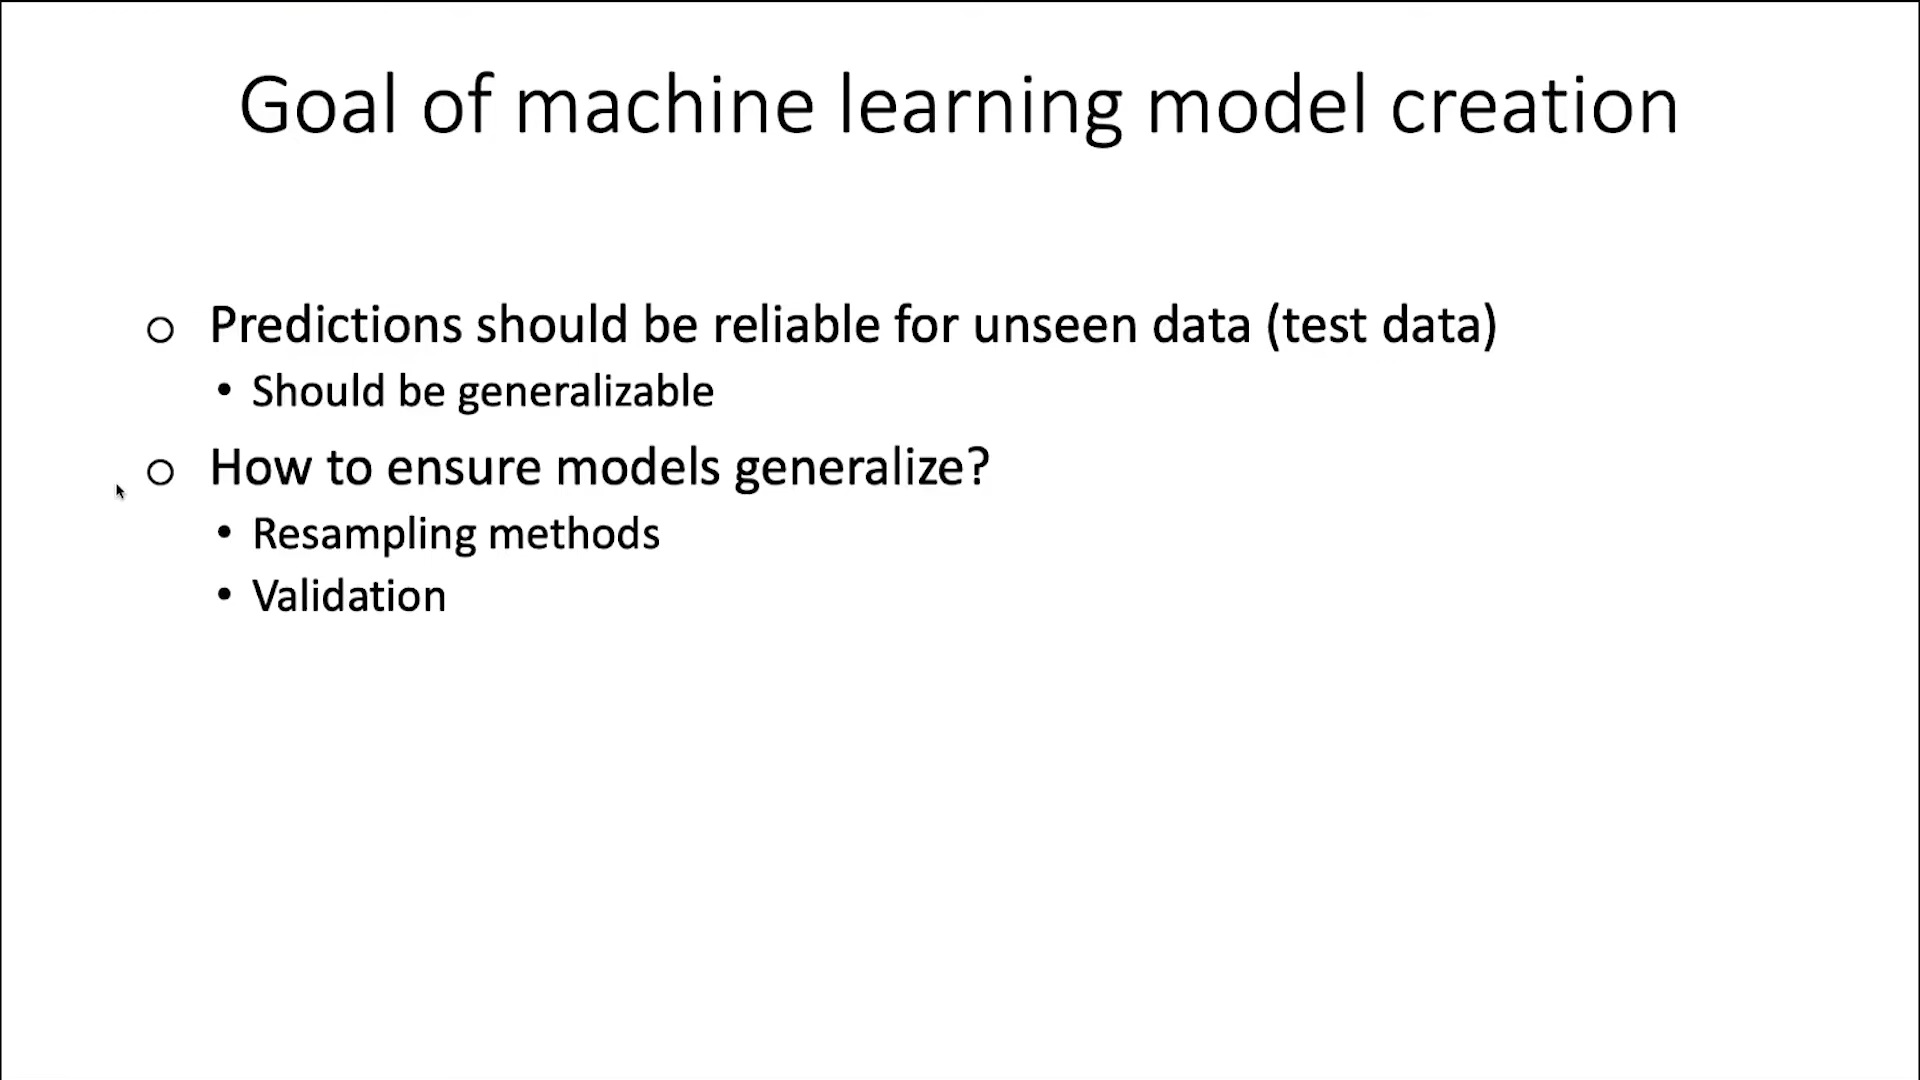 Goal of machine learning model creation
○ Predictions should be reliable for unseen data (test data)
• Should be generalizable
○ How to ensure models generalize?
• Resampling methods
• Validation